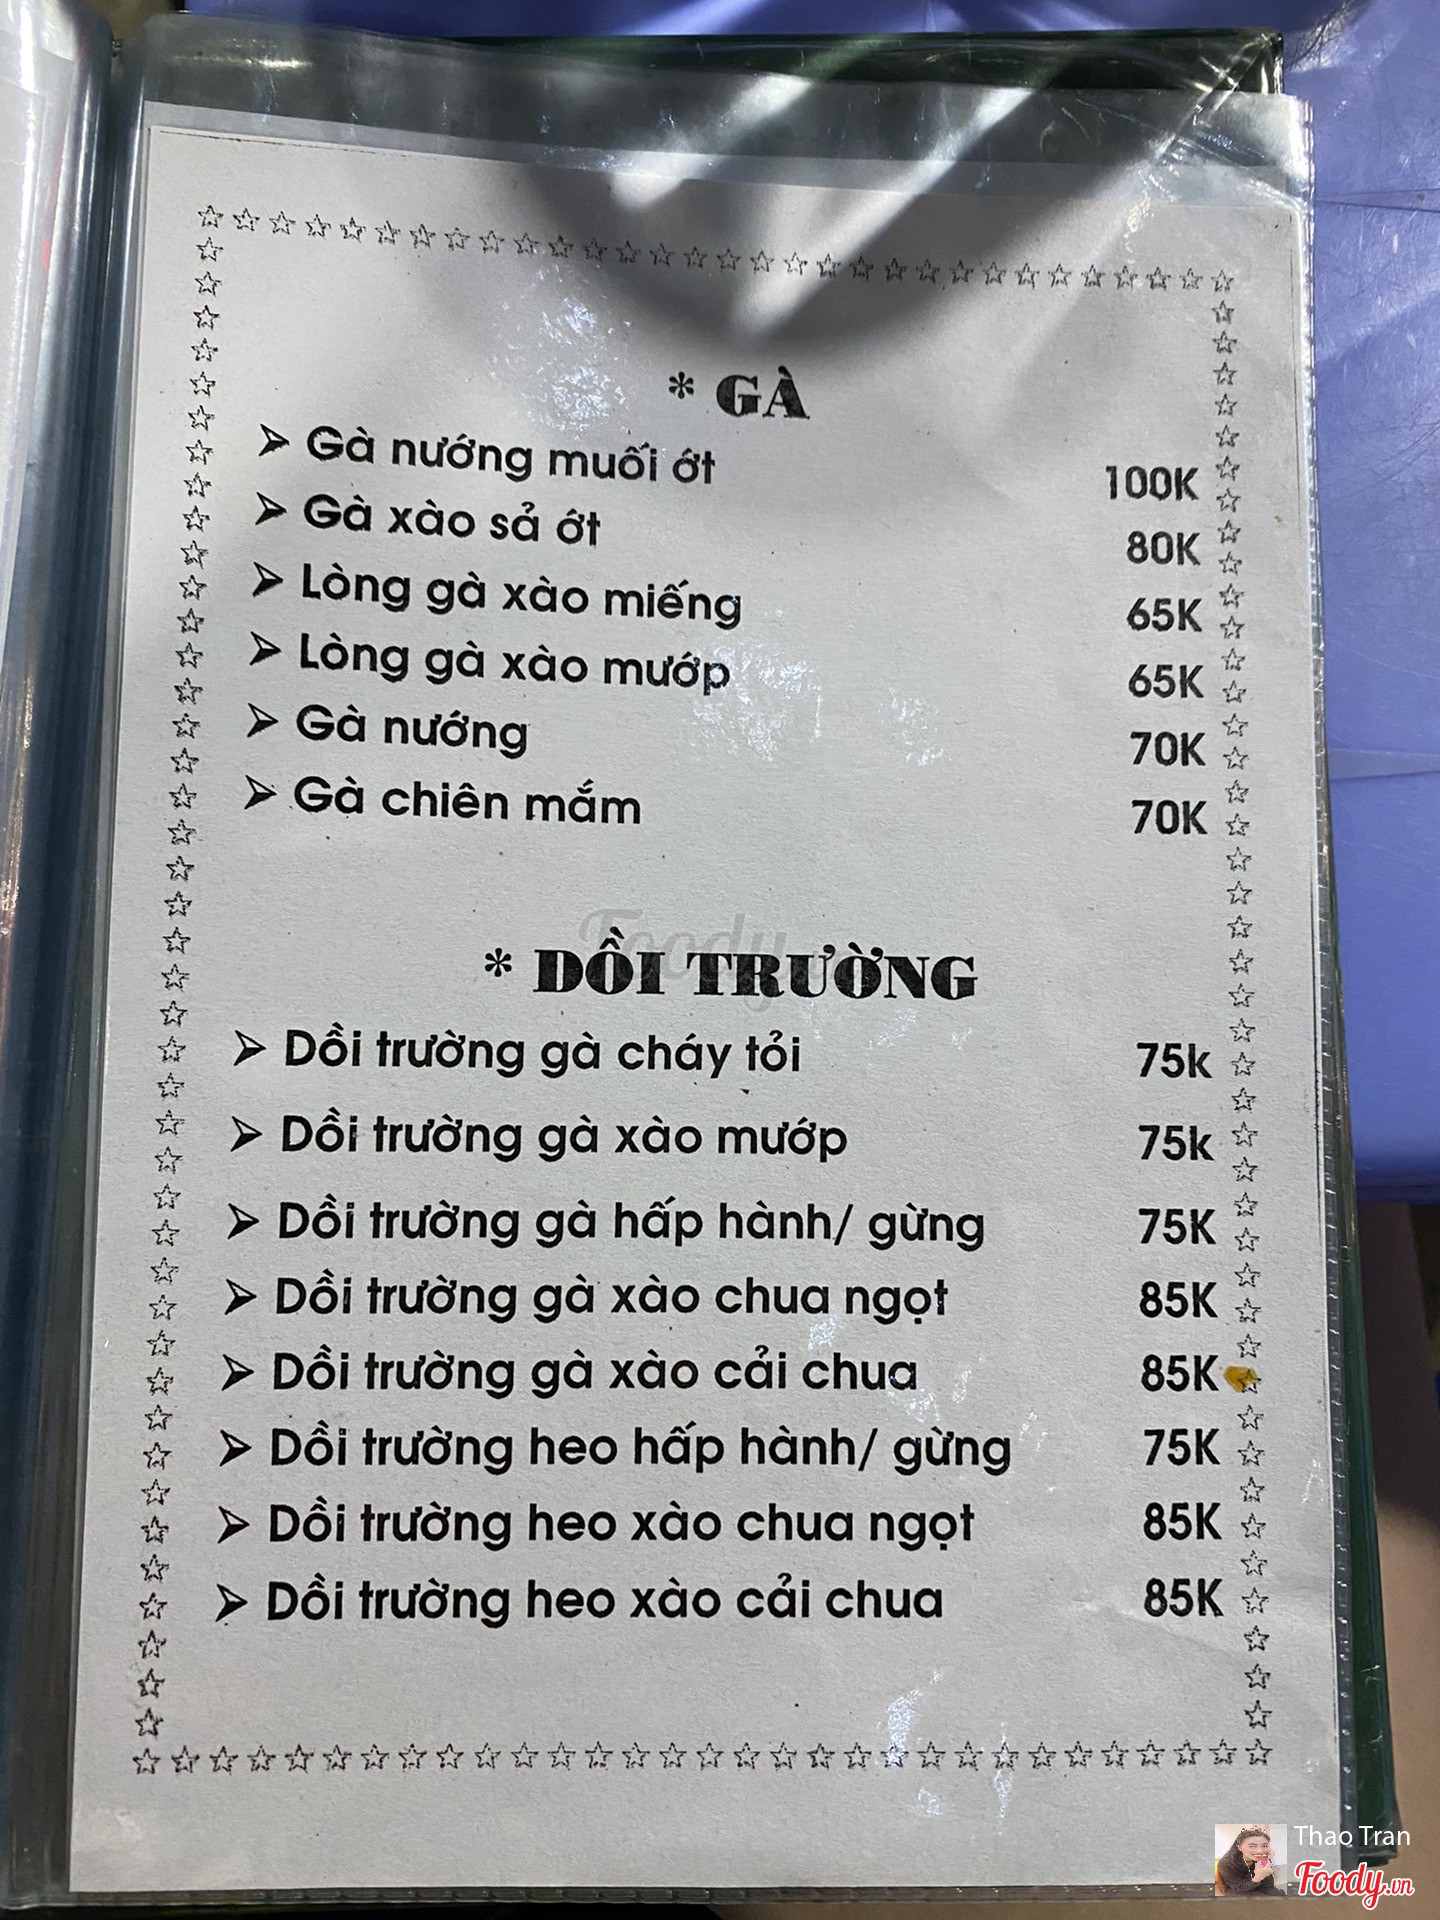 * GÀ
➢ Gà nướng muối ớt 100K
➢ Gà xào sả ớt 80K
➢ Lòng gà xào miếng 65K
➢ Lòng gà xào mướp 65K
➢ Gà nướng 70K
➢ Gà chiên mắm 70K
Foody
* DỒI TRƯỜNG
➢ Dồi trường gà cháy tỏi 75k
➢ Dồi trường gà xào mướp 75k
➢ Dồi trường gà hấp hành/ gừng 75K
➢ Dồi trường gà xào chua ngọt 85K
➢ Dồi trường gà xào cải chua 85K
➢ Dồi trường heo hấp hành/ gừng 75K
➢ Dồi trường heo xào chua ngọt 85K
➢ Dồi trường heo xào cải chua 85K
Thao Tran
Foody.vn